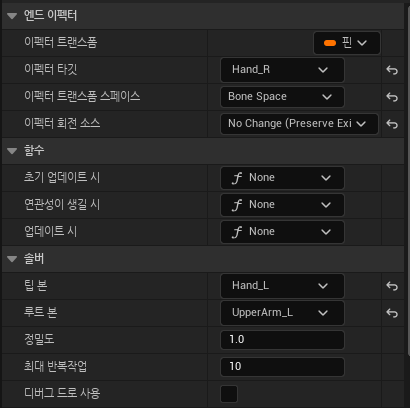 엔드 이펙터
이펙터 트랜스폼 핀
이펙터 타깃 Hand_R
이펙터 트랜스폼 스페이스 Bone Space
이펙터 회전 소스 No Change (Preserve Exi
함수
초기 업데이트 시 f None
연관성이 생길 시 f None
업데이트 시 f None
솔버
팁 본 Hand_L
루트 본 UpperArm_L
정밀도 1.0
최대 반복작업 10
디버그 드로 사용